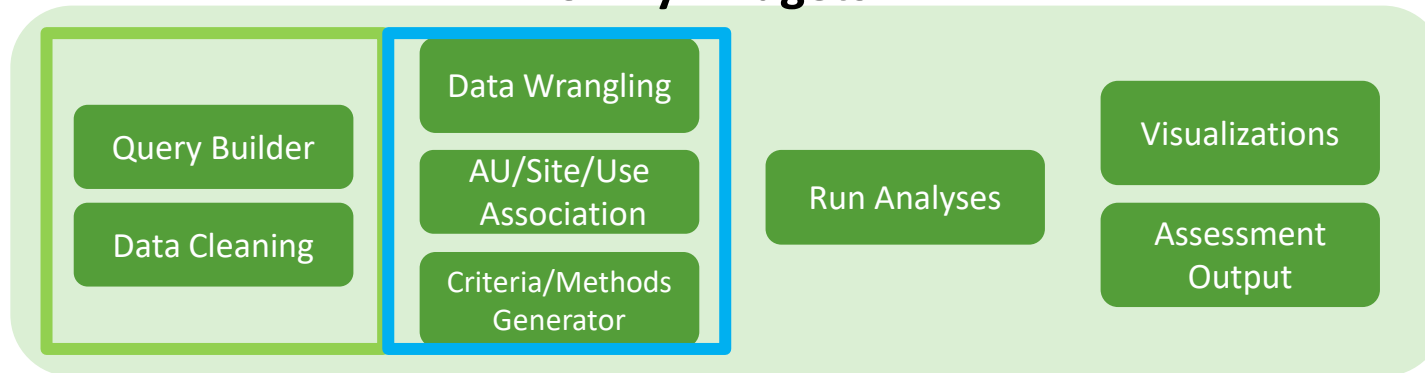 Query Builder
Data Cleaning
Data Wrangling
AU/Site/Use
Association
Criteria/Methods
Generator
Run Analyses
Visualizations
Assessment
Output